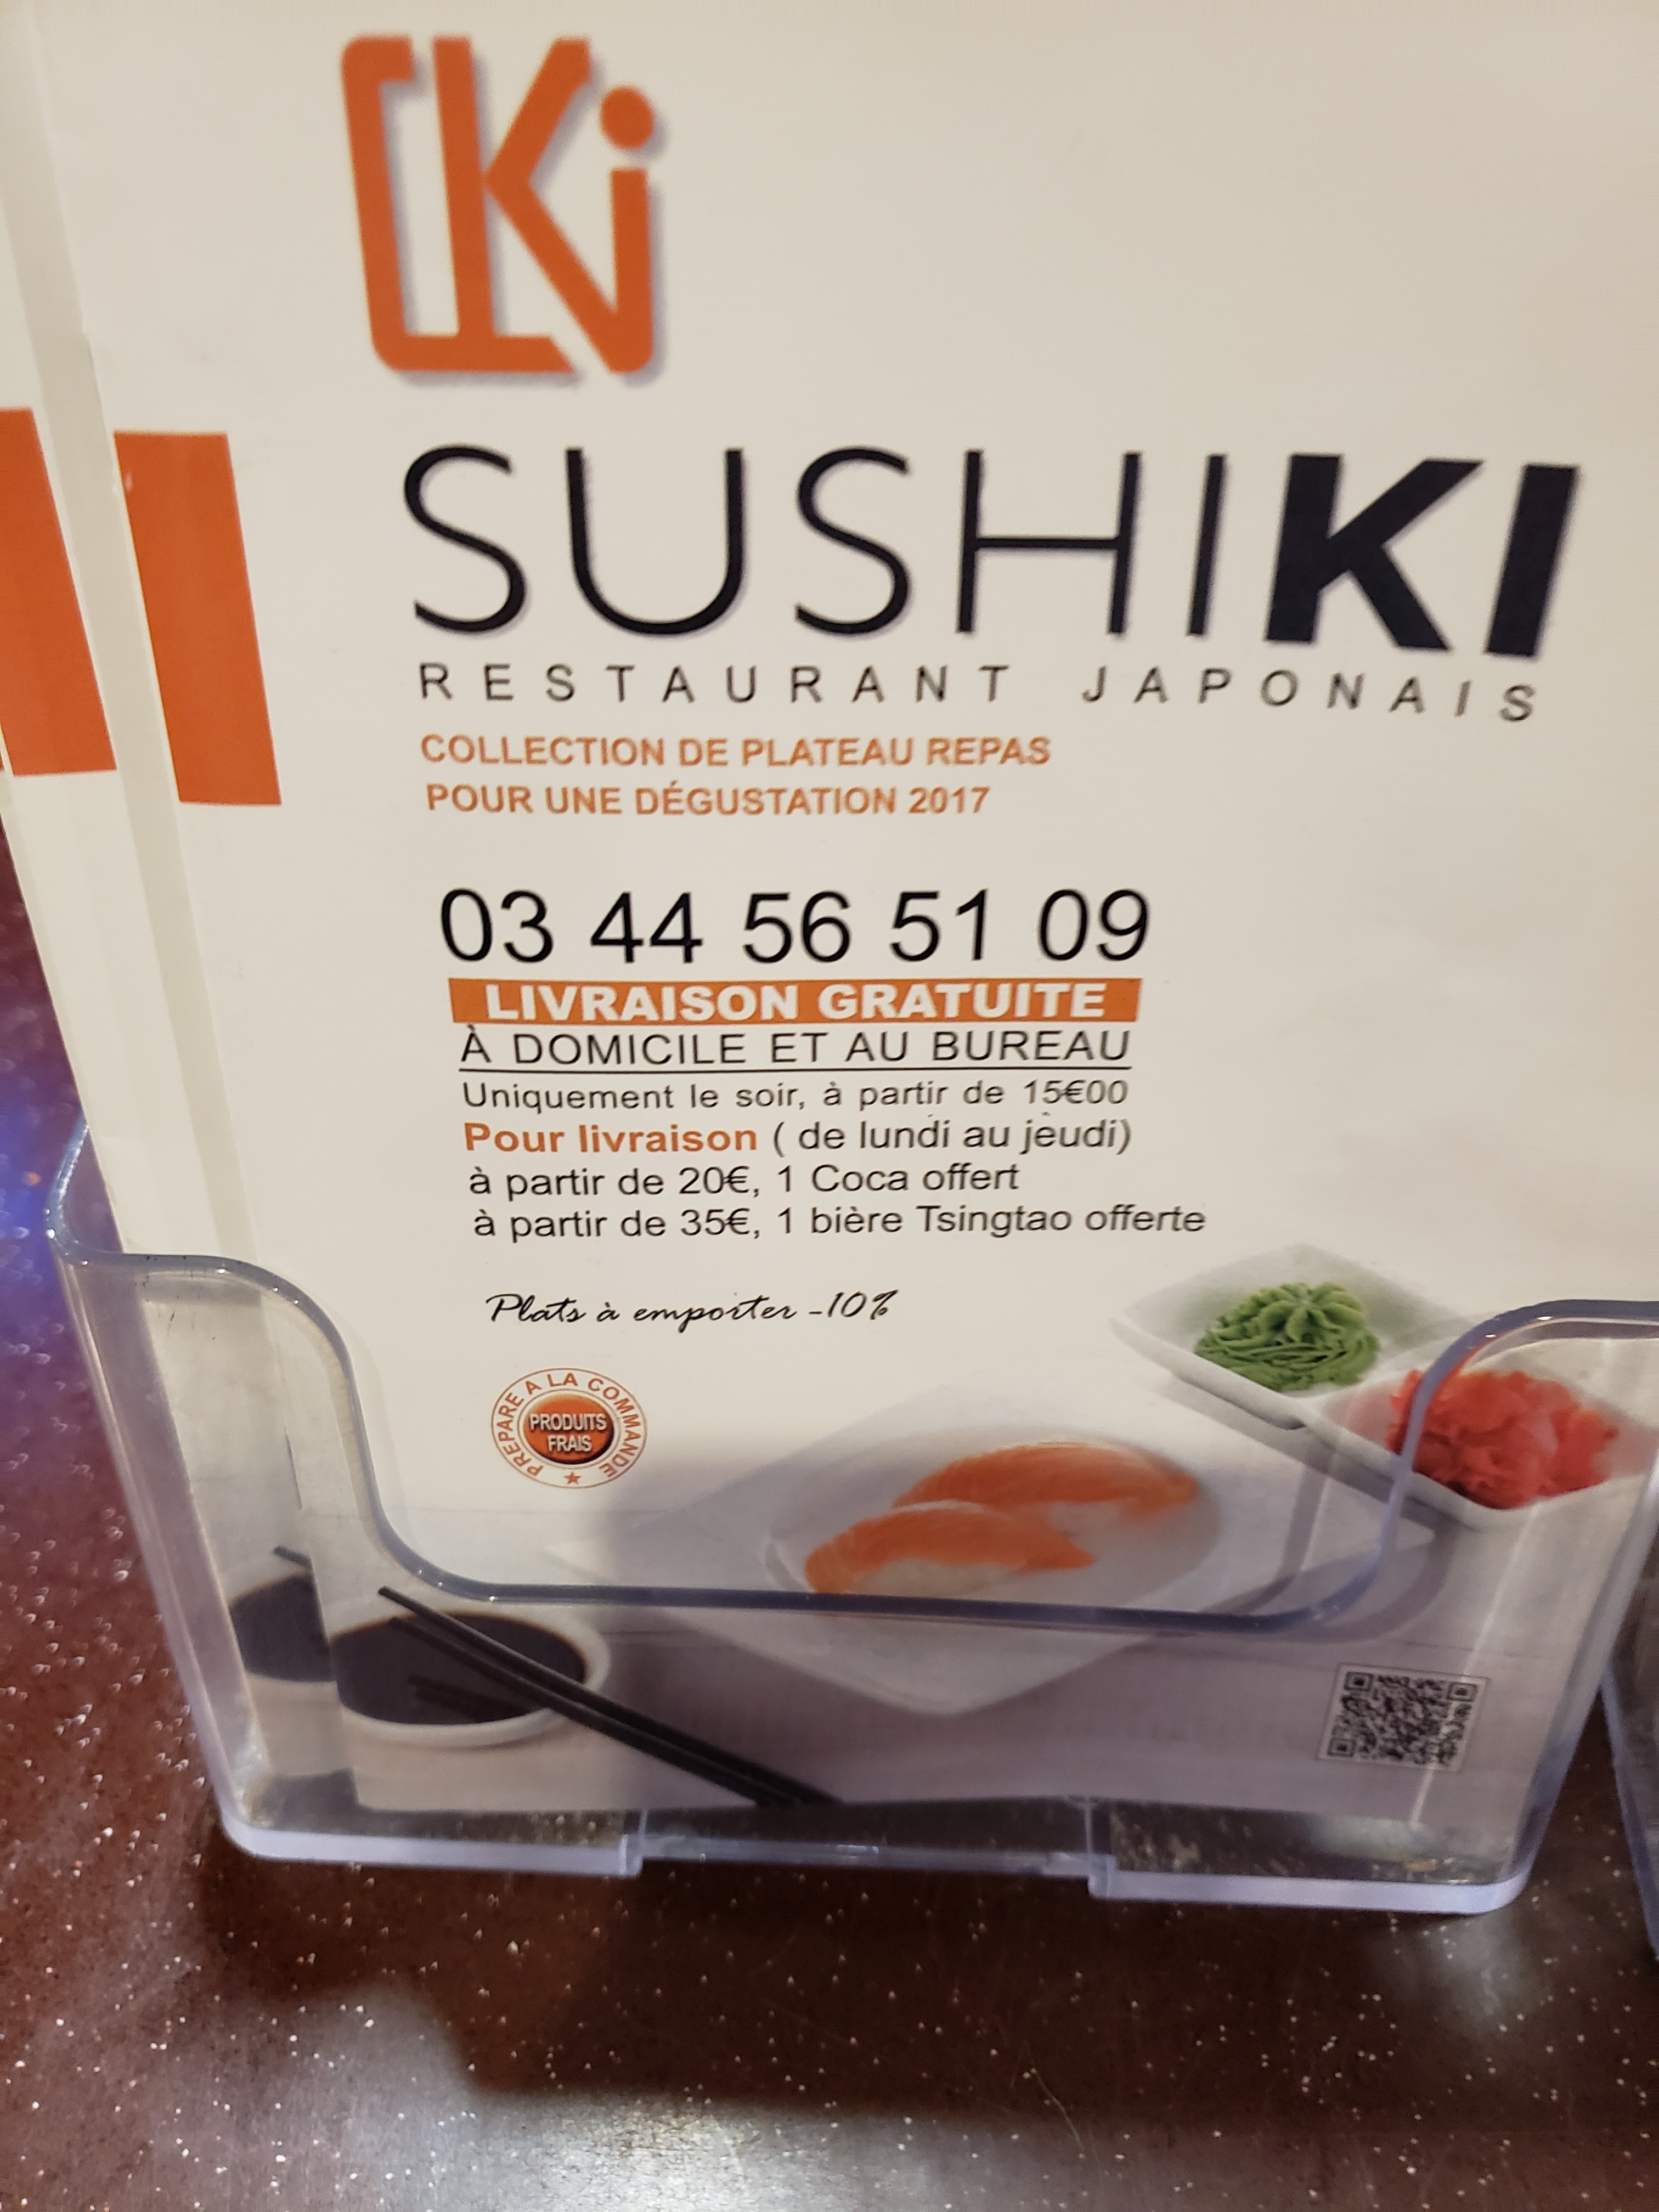 Ki
SUSHIKI
RESTAURANT JAPONAIS
COLLECTION DE PLATEAU REPAS
POUR UNE DÉGUSTATION 2017
03 44 56 51 09
LIVRAISON GRATUITE
À DOMICILE ET AU BUREAU
Uniquement le soir, à partir de 15€00
Pour livraison ( de lundi au jeudi)
à partir de 20€, 1 Coca offert
à partir de 35€, 1 bière Tsingtao offerte
Plats à emporter -10%
PREPARE A LA COMMANDE
PRODUITS
FRAIS